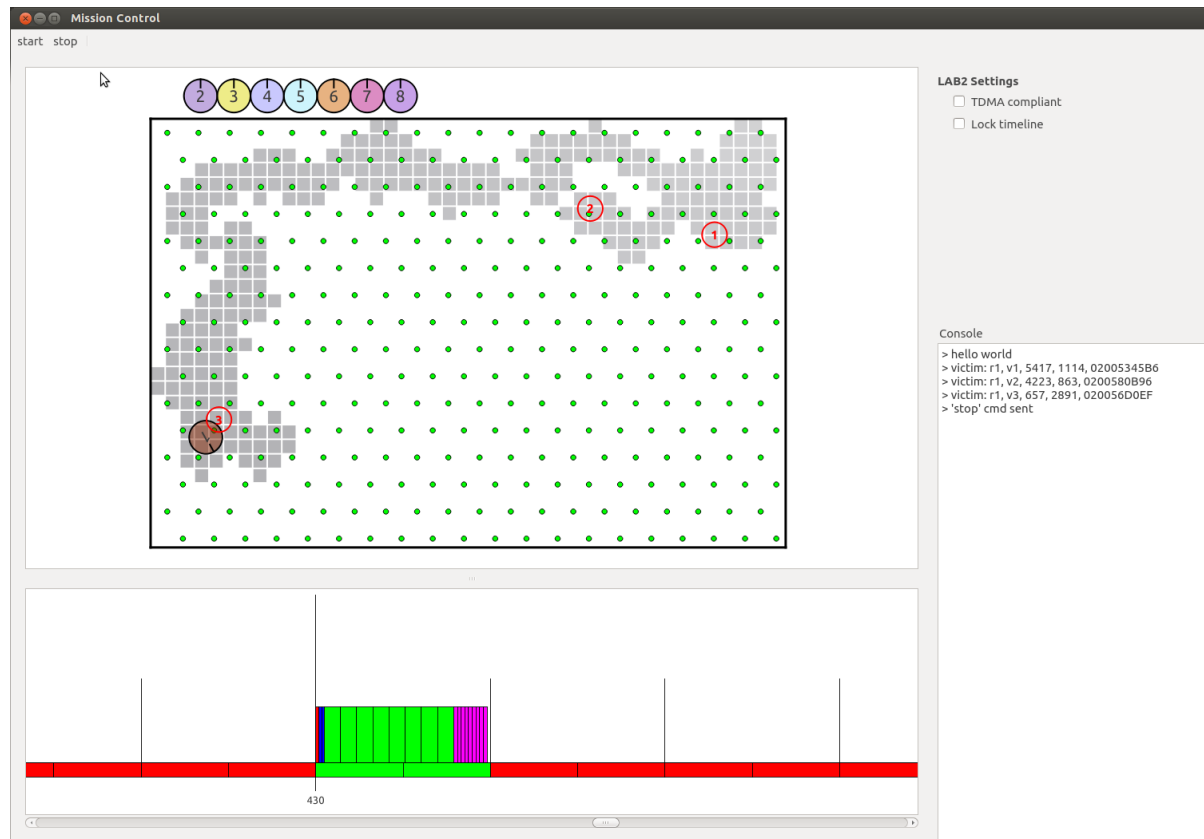 Mission Control
start stop
2 3 4 5 6 7 8
2
1
3
430
LAB2 Settings
TDMA compliant
Lock timeline
Console
> hello world
> victim: r1, v1, 5417, 1114, 02005345B6
> victim: r1, v2, 4223, 863, 0200580B96
> victim: r1, v3, 657, 2891, 020056D0EF
> 'stop' cmd sent